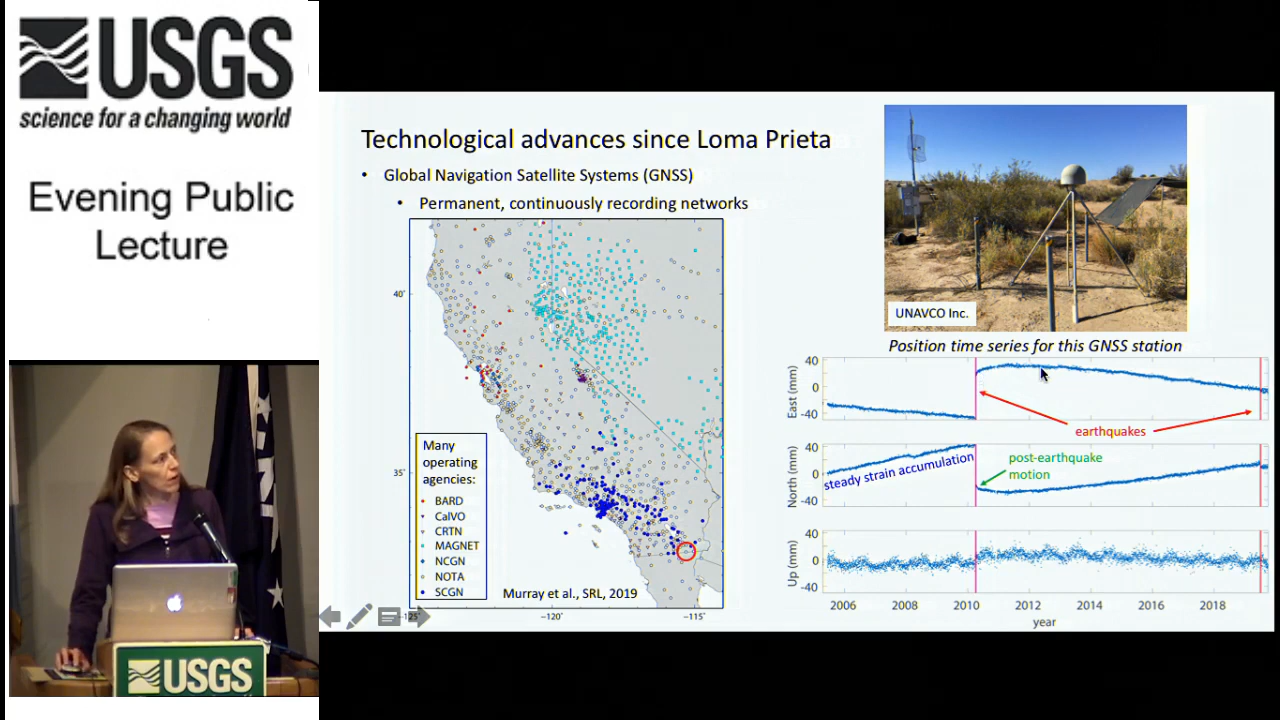 USGS
science for a changing world
Evening Public
Lecture
USGS
Technological advances since Loma Prieta
• Global Navigation Satellite Systems (GNSS)
• Permanent, continuously recording networks
40°
35°
-125°
-120°
-115°
Many
operating
agencies:
BARD
CalVO
CRTN
MAGNET
NCGN
NOTA
SCGN
Murray et al., SRL, 2019
UNAVCO Inc.
Position time series for this GNSS station
East (mm)
40
0
-40
earthquakes
North (mm)
40
0
-40
steady strain accumulation
post-earthquake
motion
Up (mm)
40
0
-40
2006 2008 2010 2012 2014 2016 2018
year